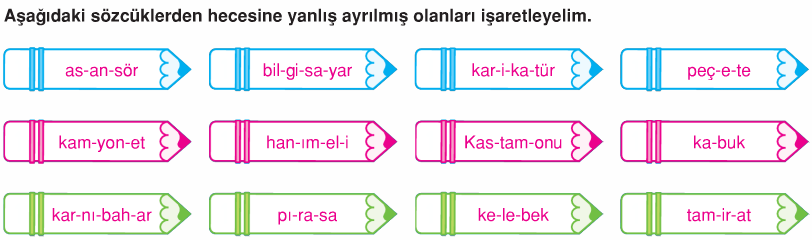 Aşağıdaki sözcüklerden hecesine yanlış ayrılmış olanları işaretleyelim.
as-an-sör bil-gi-sa-yar kar-i-ka-tür peç-e-te
kam-yon-et han-ım-el-i Kas-tam-onu ka-buk
kar-nı-bah-ar pı-ra-sa ke-le-bek tam-ir-at